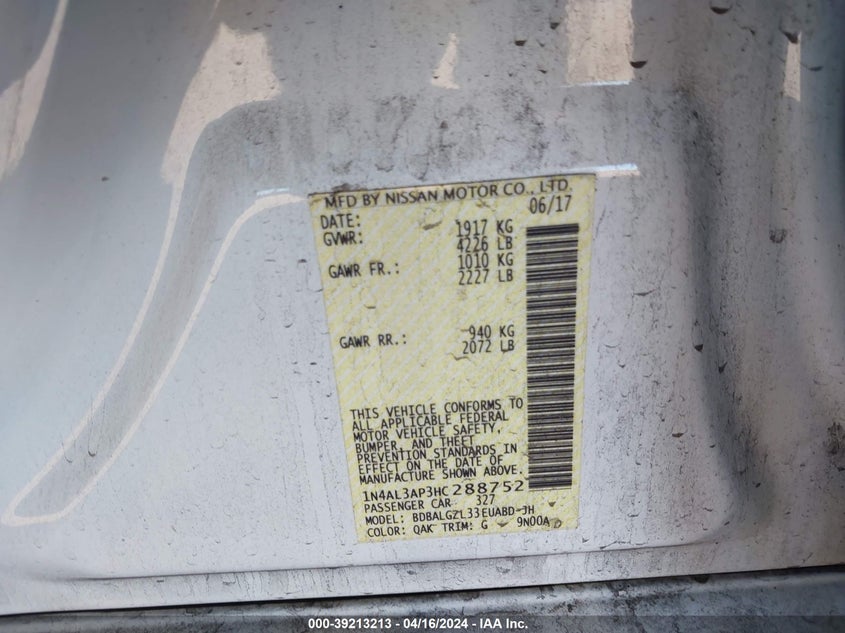 MFD BY NISSAN MOTOR CO., LTD.
DATE: 06/17
GVWR: 1917 KG
4226 LB
GAWR FR.: 1010 KG
2227 LB
GAWR RR.: 940 KG
2072 LB
THIS VEHICLE CONFORMS TO
ALL APPLICABLE FEDERAL
MOTOR VEHICLE SAFETY,
BUMPER, AND THEFT
PREVENTION STANDARDS IN
EFFECT ON THE DATE OF
MANUFACTURE SHOWN ABOVE.
1N4AL3AP3HC288752
PASSENGER CAR 327
MODEL: BDBALGZL33EUABD-JH
COLOR: QAK TRIM: G 9N00A
000-39213213 - 04/16/2024 - IAA Inc.